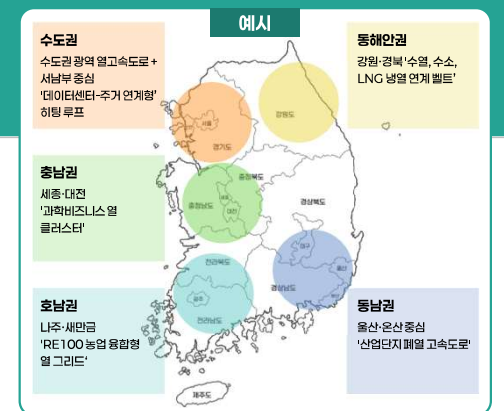 예시
수도권
수도권 광역 열고속도로 +
서남부 중심
'데이터센터-주거 연계형'
히팅 루프
동해안권
강원·경북 '수열, 수소,
LNG 냉열 연계 벨트'
충남권
세종·대전
'과학비즈니스 열
클러스터'
호남권
나주·새만금
'RE100 농업 융합형
열 그리드'
동남권
울산·온산 중심
'산업단지 폐열 고속도로'
서울
경기도
강원도
충청북도
충청남도
세종
대전
경상북도
대구
전라북도
울산
경상남도
부산
광주
전라남도
제주도